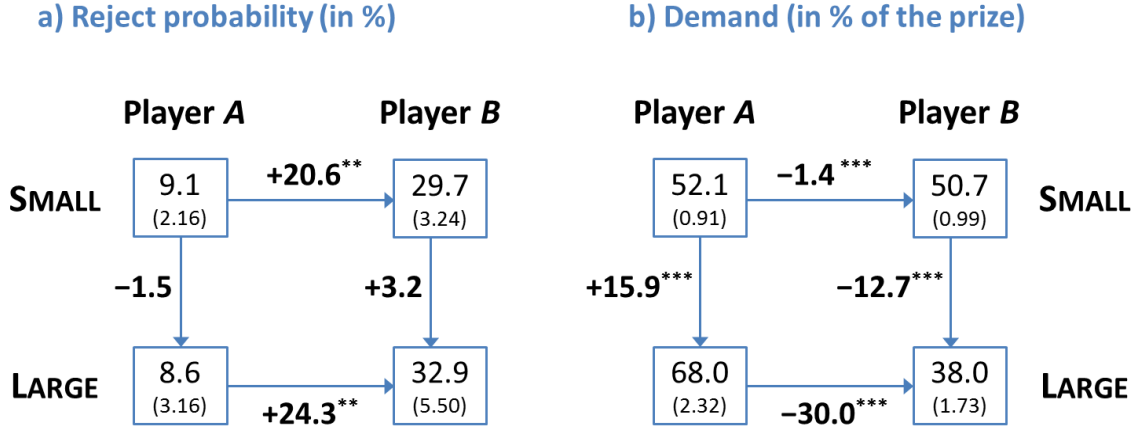 a) Reject probability (in %)
b) Demand (in % of the prize)
Player A
Player B
Player A
Player B
SMALL
9.1
(2.16)
+20.6**
29.7
(3.24)
52.1
(0.91)
−1.4***
50.7
(0.99)
SMALL
−1.5
+3.2
+15.9***
−12.7***
LARGE
8.6
(3.16)
+24.3**
32.9
(5.50)
68.0
(2.32)
−30.0***
38.0
(1.73)
LARGE